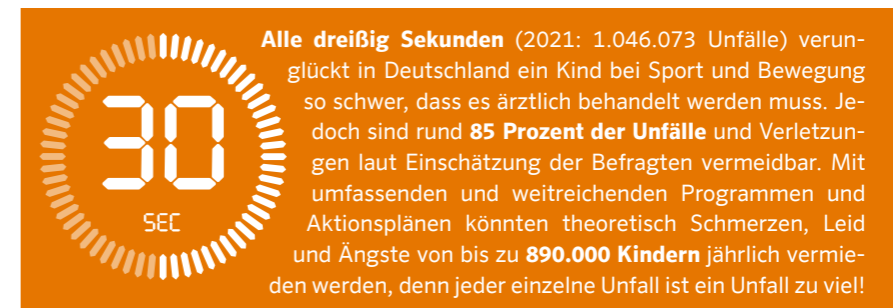 30
SEC
Alle dreißig Sekunden (2021: 1.046.073 Unfälle) verun-
glückt in Deutschland ein Kind bei Sport und Bewegung
so schwer, dass es ärztlich behandelt werden muss. Je-
doch sind rund 85 Prozent der Unfälle und Verletzun-
gen laut Einschätzung der Befragten vermeidbar. Mit
umfassenden und weitreichenden Programmen und
Aktionsplänen könnten theoretisch Schmerzen, Leid
und Ängste von bis zu 890.000 Kindern jährlich vermie-
den werden, denn jeder einzelne Unfall ist ein Unfall zu viel!